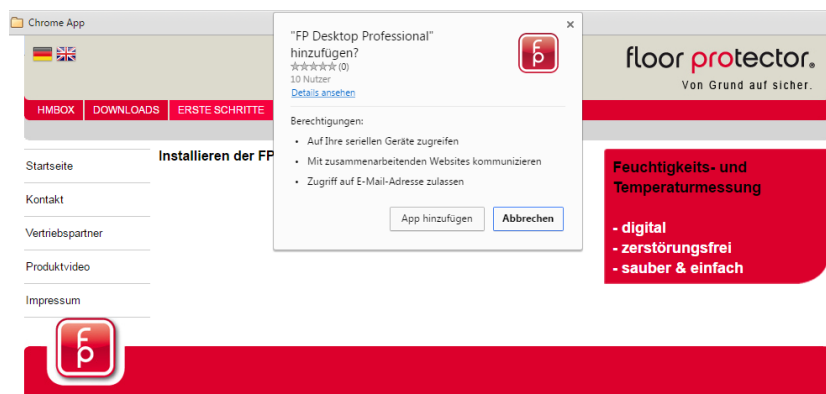 Chrome App
"FP Desktop Professional"
hinzufügen?
(0)
10 Nutzer
Details ansehen
Berechtigungen:
• Auf Ihre seriellen Geräte zugreifen
• Mit zusammenarbeitenden Websites kommunizieren
• Zugriff auf E-Mail-Adresse zulassen
App hinzufügen
Abbrechen
fp
floor protector®
Von Grund auf sicher.
HMBOX
DOWNLOADS
ERSTE SCHRITTE
Startseite
Kontakt
Vertriebspartner
Produktvideo
Impressum
Installieren der FP
Feuchtigkeits- und
Temperaturmessung
- digital
- zerstörungsfrei
- sauber & einfach
fp